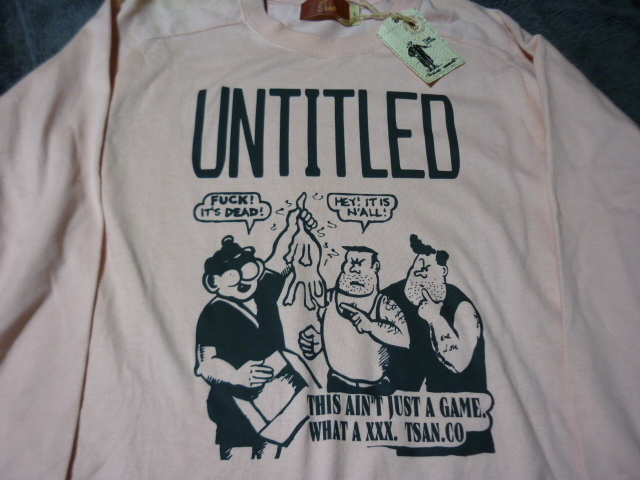 UNTITLED
FUCK!
IT'S DEAD!
HEY! IT IS
N'ALL!
THIS AIN'T JUST A GAME.
WHAT A XXX. TSAN.CO